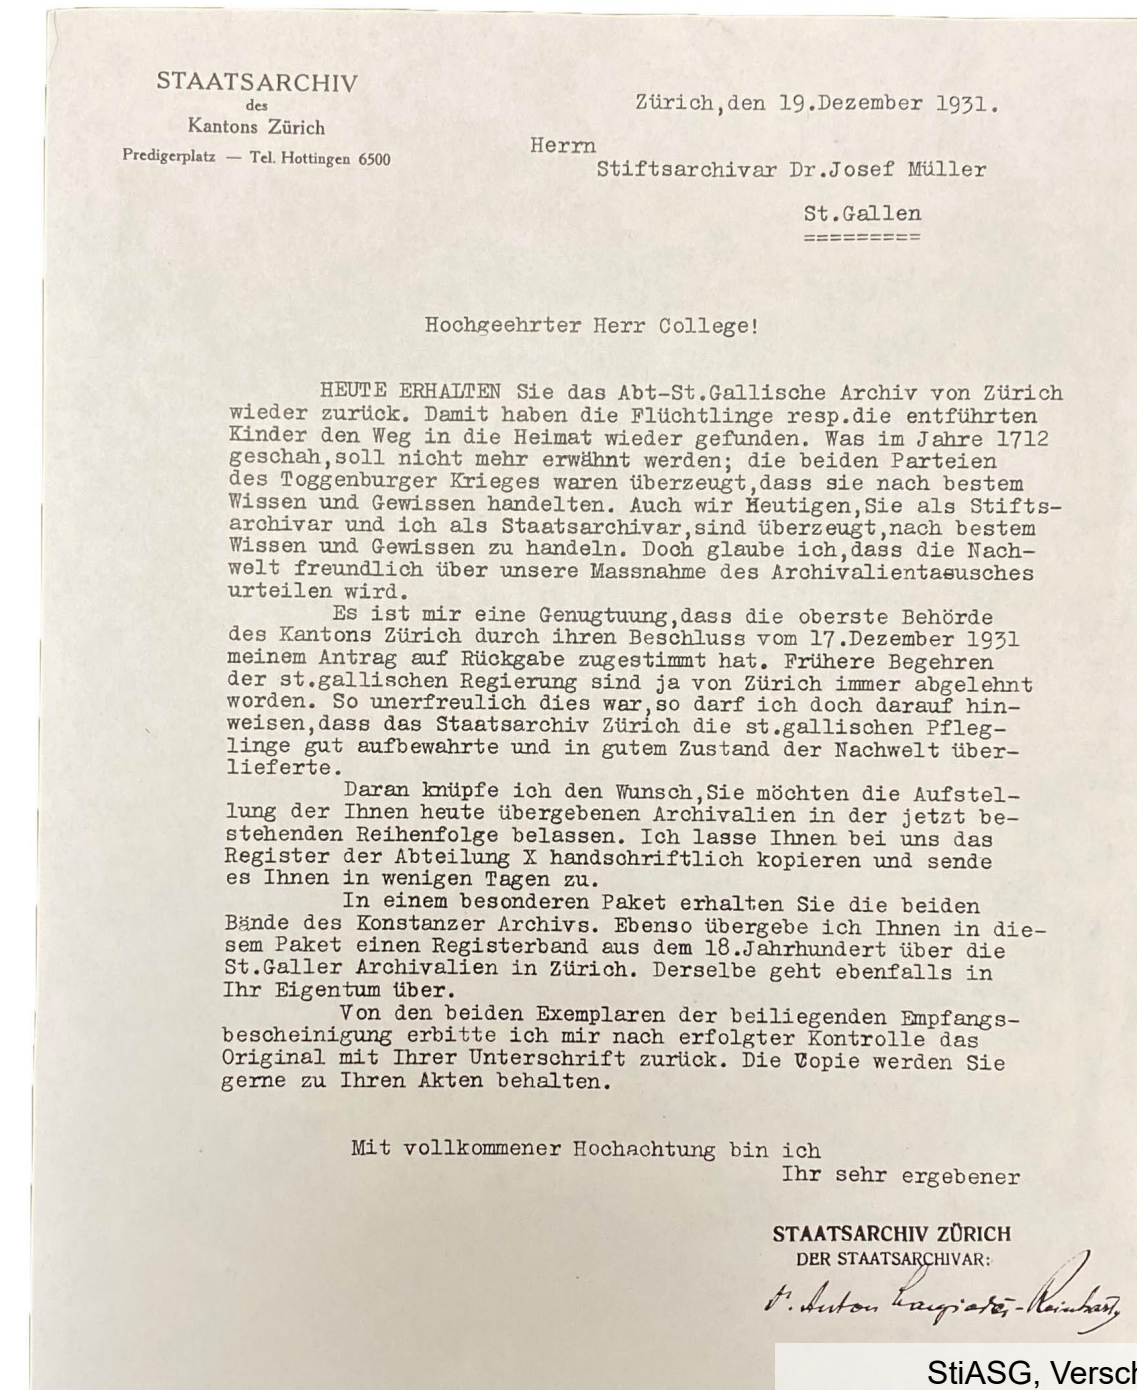 STAATSARCHIV
des
Kantons Zürich
Predigerplatz — Tel. Hottingen 6500
Zürich,den 19.Dezember 1931.
Herrn
Stiftsarchivar Dr.Josef Müller
St.Gallen
=========
Hochgeehrter Herr College!
HEUTE ERHALTEN Sie das Abt-St.Gallische Archiv von Zürich
wieder zurück. Damit haben die Flüchtlinge resp.die entführten
Kinder den Weg in die Heimat wieder gefunden. Was im Jahre 1712
geschah,soll nicht mehr erwähnt werden; die beiden Parteien
des Toggenburger Krieges waren überzeugt,dass sie nach bestem
Wissen und Gewissen handelten. Auch wir Heutigen,Sie als Stifts-
archivar und ich als Staatsarchivar,sind überzeugt,nach bestem
Wissen und Gewissen zu handeln. Doch glaube ich,dass die Nach-
welt freundlich über unsere Massnahme des Archivalientasusches
urteilen wird.
Es ist mir eine Genugtuung,dass die oberste Behörde
des Kantons Zürich durch ihren Beschluss vom 17.Dezember 1931
meinem Antrag auf Rückgabe zugestimmt hat. Frühere Begehren
der st.gallischen Regierung sind ja von Zürich immer abgelehnt
worden. So unerfreulich dies war,so darf ich doch darauf hin-
weisen,dass das Staatsarchiv Zürich die st.gallischen Pfleg-
linge gut aufbewahrte und in gutem Zustand der Nachwelt über-
lieferte.
Daran knüpfe ich den Wunsch,Sie möchten die Aufstel-
lung der Ihnen heute übergebenen Archivalien in der jetzt be-
stehenden Reihenfolge belassen. Ich lasse Ihnen bei uns das
Register der Abteilung X handschriftlich kopieren und sende
es Ihnen in wenigen Tagen zu.
In einem besonderen Paket erhalten Sie die beiden
Bände des Konstanzer Archivs. Ebenso übergebe ich Ihnen in die-
sem Paket einen Registerband aus dem 18.Jahrhundert über die
St.Galler Archivalien in Zürich. Derselbe geht ebenfalls in
Ihr Eigentum über.
Von den beiden Exemplaren der beiliegenden Empfangs-
bescheinigung erbitte ich mir nach erfolgter Kontrolle das
Original mit Ihrer Unterschrift zurück. Die Copie werden Sie
gerne zu Ihren Akten behalten.
Mit vollkommener Hochachtung bin ich
Ihr sehr ergebener
STAATSARCHIV ZÜRICH
DER STAATSARCHIVAR:
Dr. Anton Largiadèr-Reinhart,
StiASG, Versch